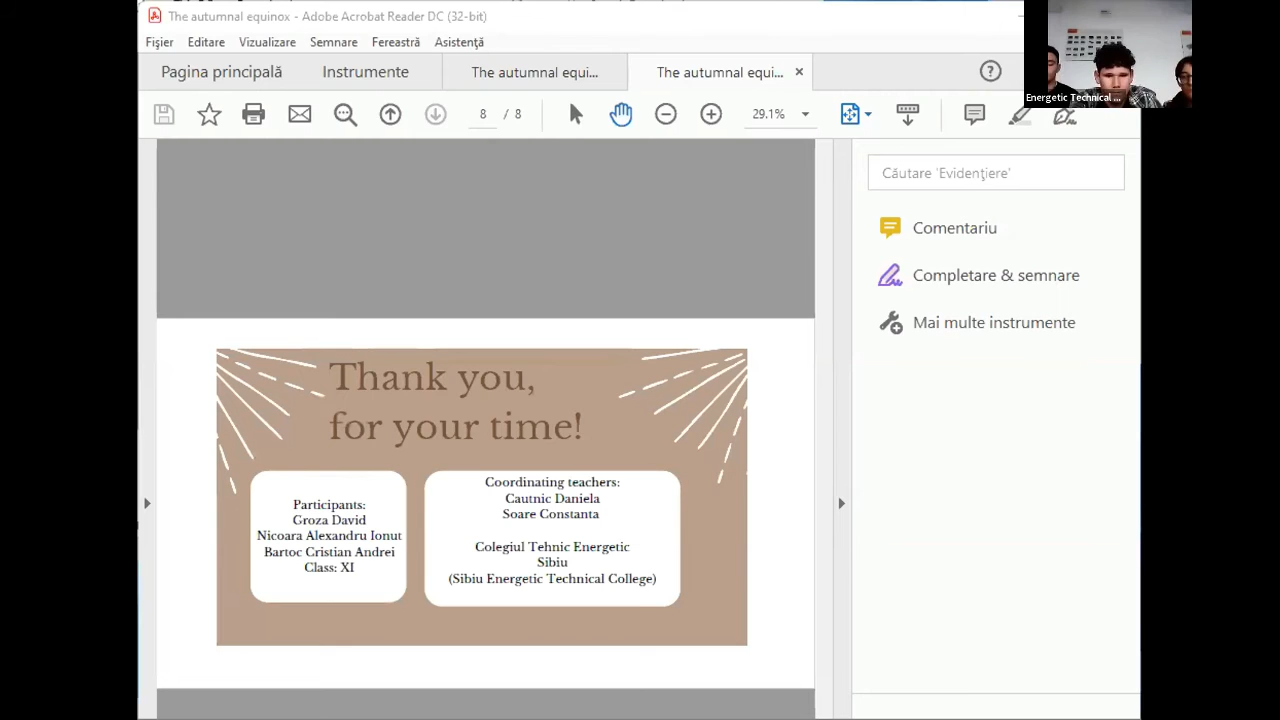 The autumnal equinox - Adobe Acrobat Reader DC (32-bit)
Fişier Editare Vizualizare Semnare Fereastră Asistenţă
Pagina principală Instrumente The autumnal equi... The autumnal equi... ×
8 / 8 29.1%
Energetic Technical ...
Căutare 'Evidenţiere'
Comentariu
Completare & semnare
Mai multe instrumente
Thank you,
for your time!
Participants:
Groza David
Nicoara Alexandru Ionut
Bartoc Cristian Andrei
Class: XI
Coordinating teachers:
Cautnic Daniela
Soare Constanta
Colegiul Tehnic Energetic
Sibiu
(Sibiu Energetic Technical College)